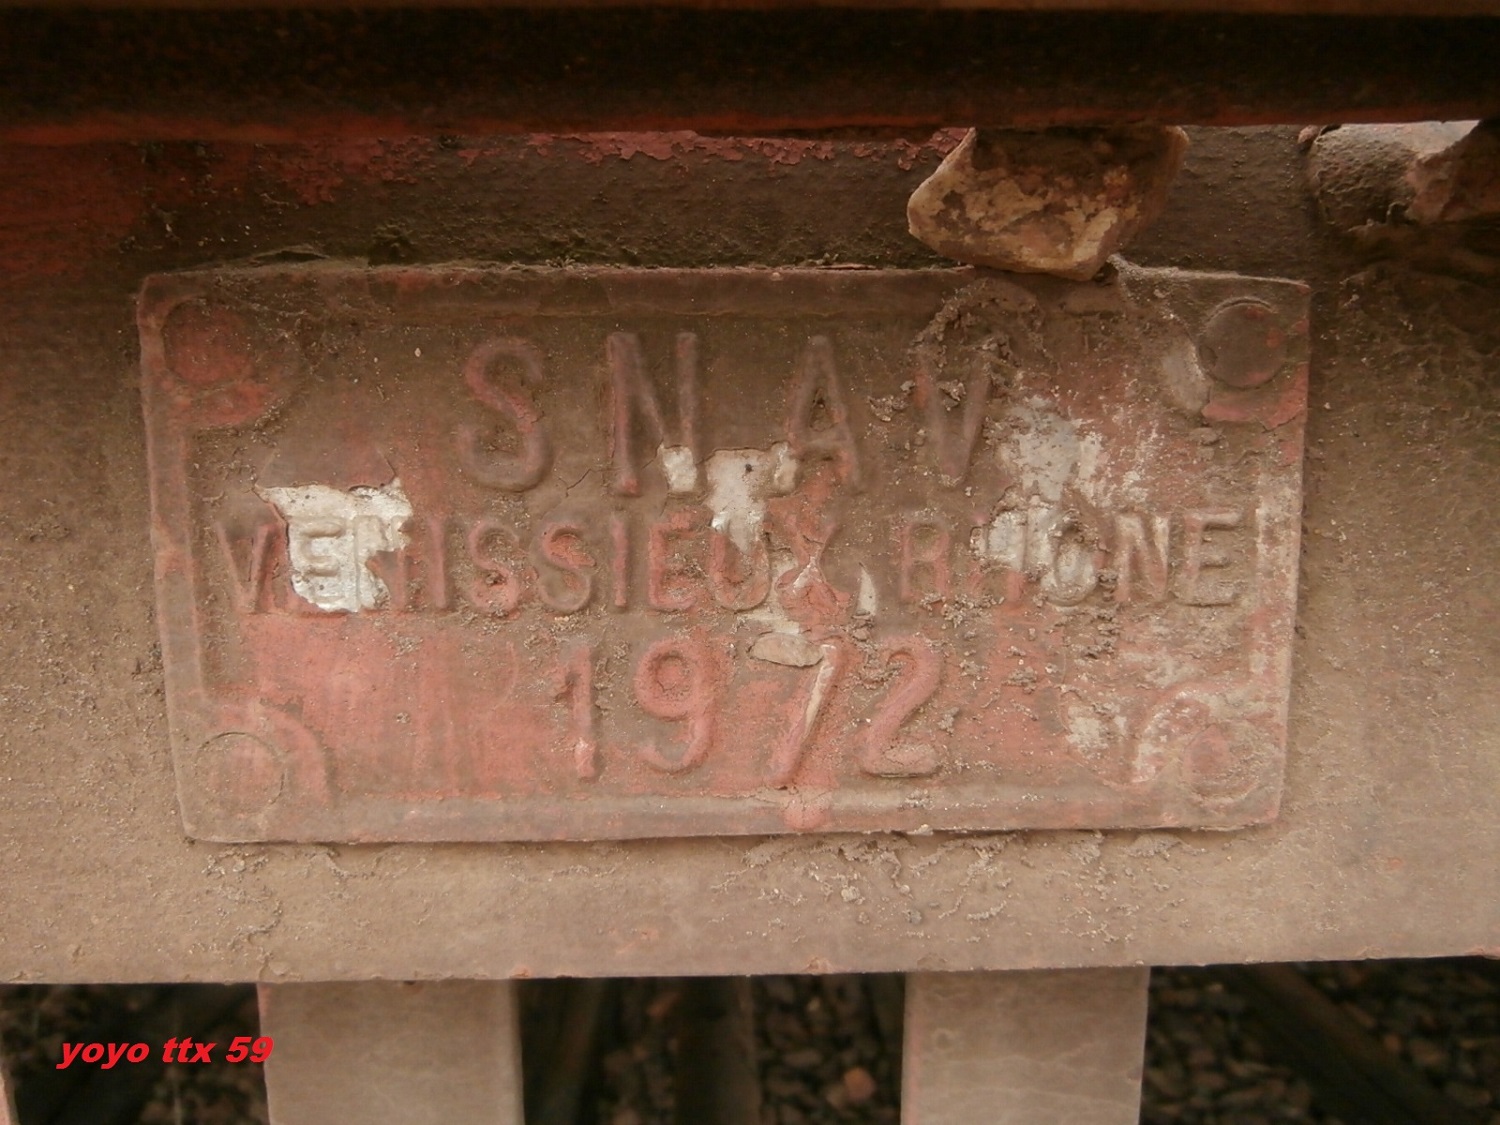 SNAV
VENISSIEUX. RHONE
1972
yoyo ttx 59